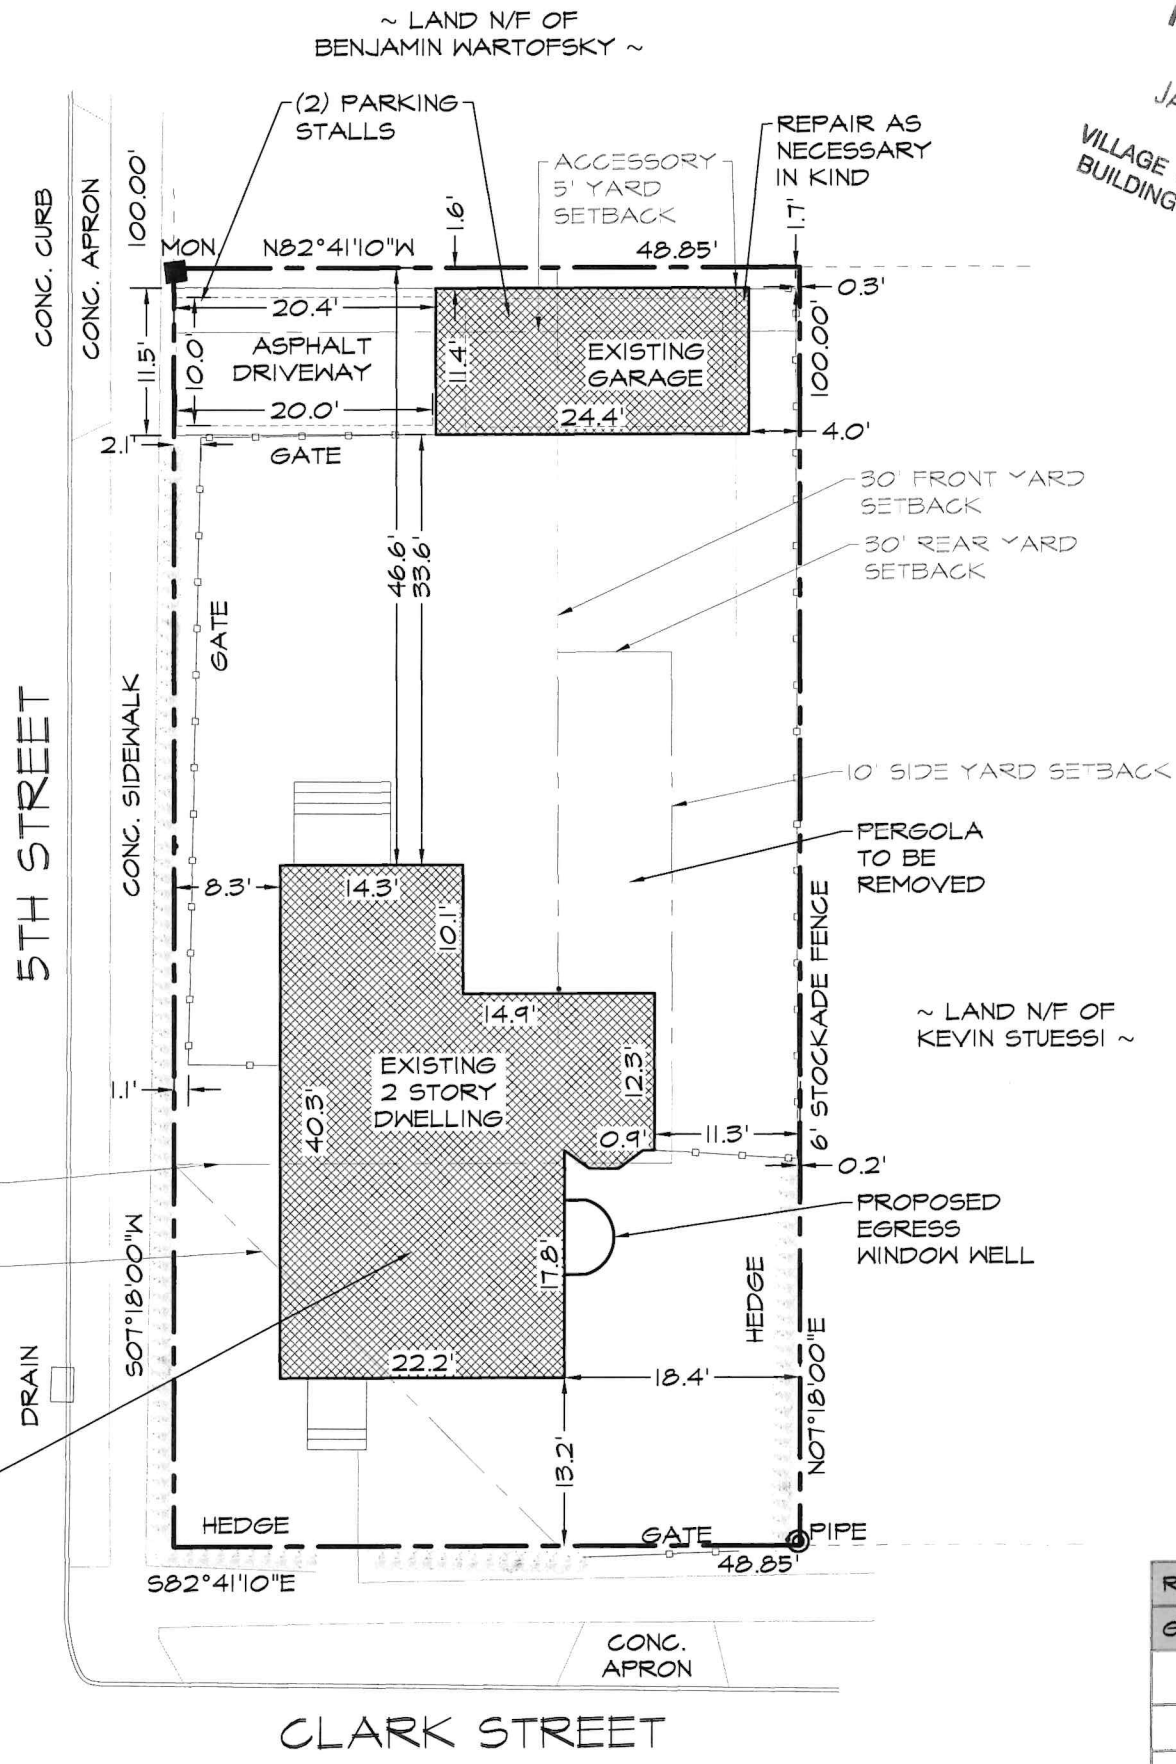 ~ LAND N/F OF
BENJAMIN WARTOFSKY ~
JA
VILLAGE
BUILDING
(2) PARKING
STALLS
REPAIR AS
NECESSARY
IN KIND
ACCESSORY
5' YARD
SETBACK
CONC. CURB
CONC. APRON
100.00'
MON.
N82°41'10"W
1.6'
48.85'
1.7'
0.3'
20.4'
11.5'
10.0'
ASPHALT
DRIVEWAY
11.4'
EXISTING
GARAGE
100.00'
20.0'
24.4'
4.0'
2.1'
GATE
30' FRONT YARD
SETBACK
30' REAR YARD
SETBACK
46.6'
33.6'
GATE
5TH STREET
CONC. SIDEWALK
10' SIDE YARD SETBACK
PERGOLA
TO BE
REMOVED
8.3'
14.3'
10.1'
6' STOCKADE FENCE
14.9'
~ LAND N/F OF
KEVIN STUESSI ~
EXISTING
2 STORY
DWELLING
12.3'
1.1'
40.3'
0.9'
11.3'
0.2'
PROPOSED
EGRESS
WINDOW WELL
S07°18'00"W
17.8'
HEDGE
N07°18'00"E
DRAIN
22.2'
18.4'
13.2'
HEDGE
GATE
PIPE
48.85'
S82°41'10"E
CONC.
APRON
CLARK STREET